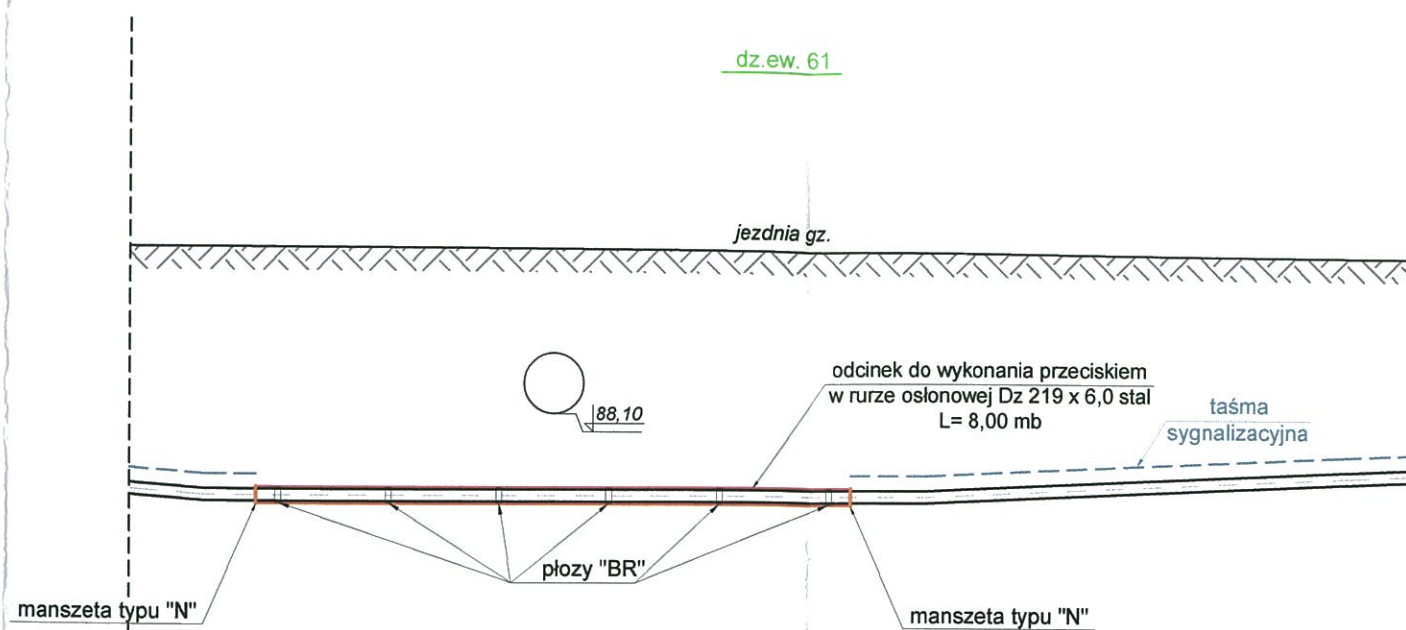 dz.ew. 61
jezdnia gz.
88,10
odcinek do wykonania przeciskiem
w rurze osłonowej Dz 219 x 6,0 stal
L= 8,00 mb
taśma
sygnalizacyjna
płozy "BR"
manszeta typu "N"
manszeta typu "N"